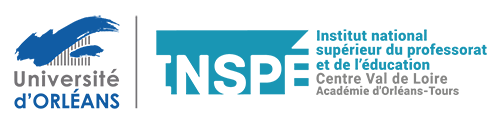 Université
d'ORLÉANS
INSPÉ
Institut national
supérieur du professorat
et de l'éducation
Centre Val de Loire
Académie d'Orléans-Tours